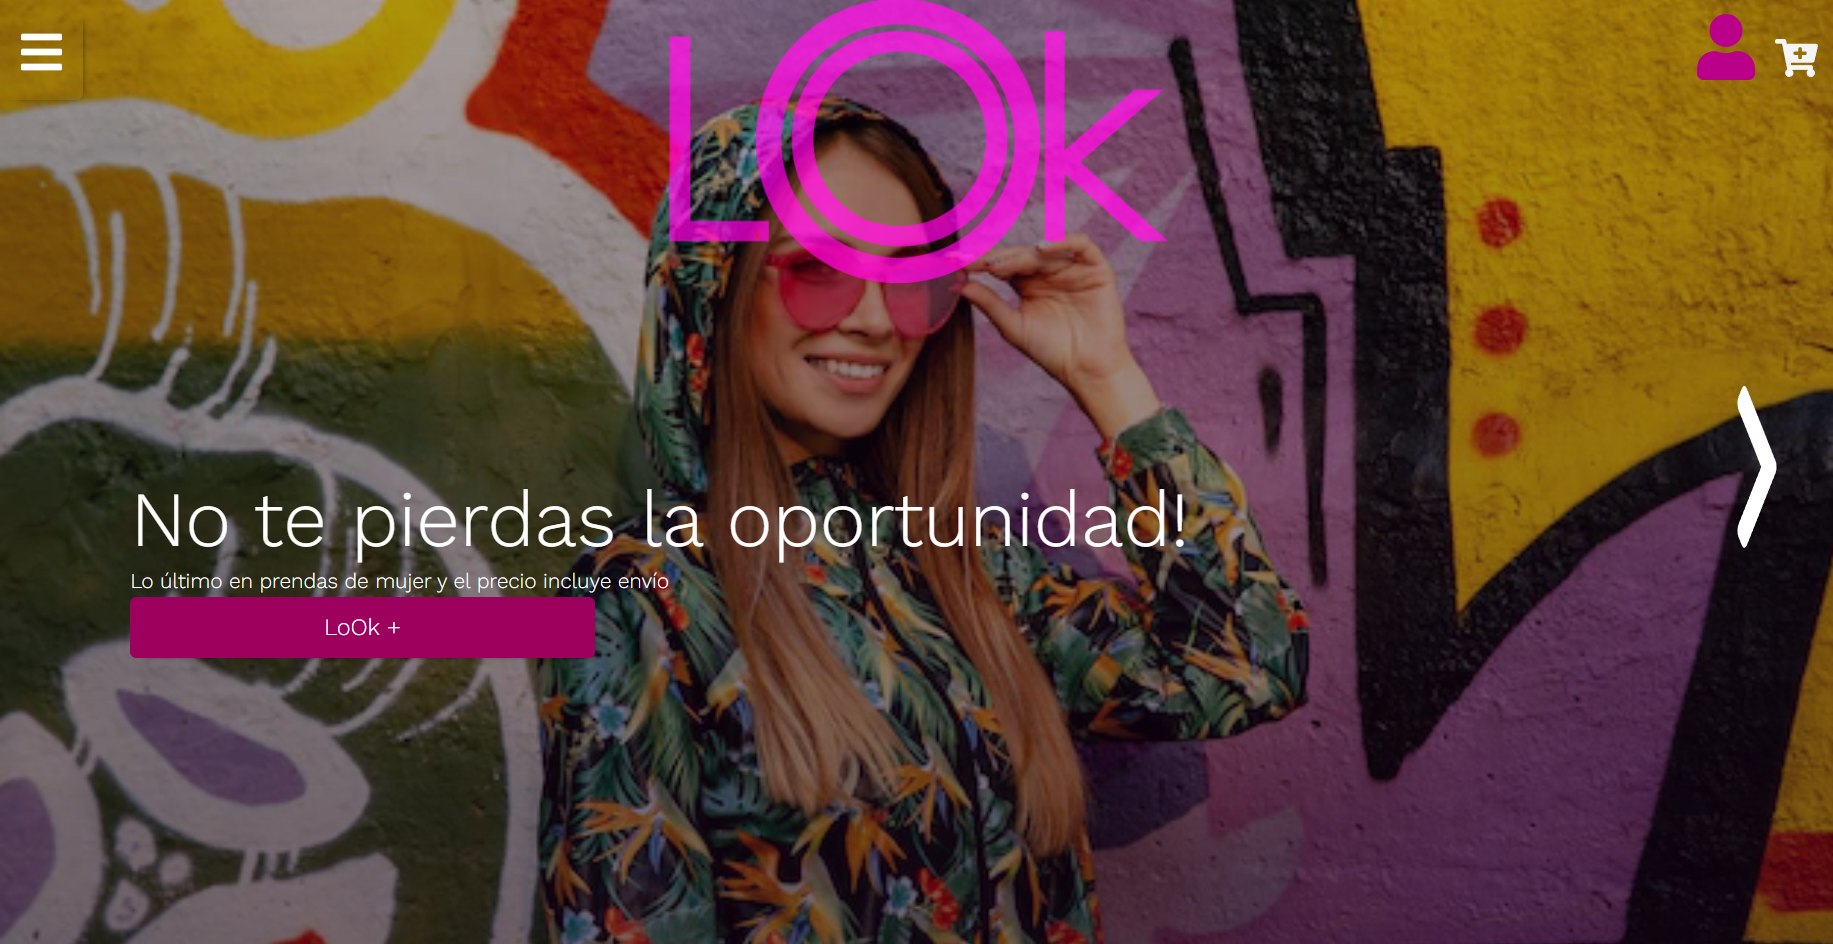 LOk
No te pierdas la oportunidad!
Lo último en prendas de mujer y el precio incluye envío
LoOk +